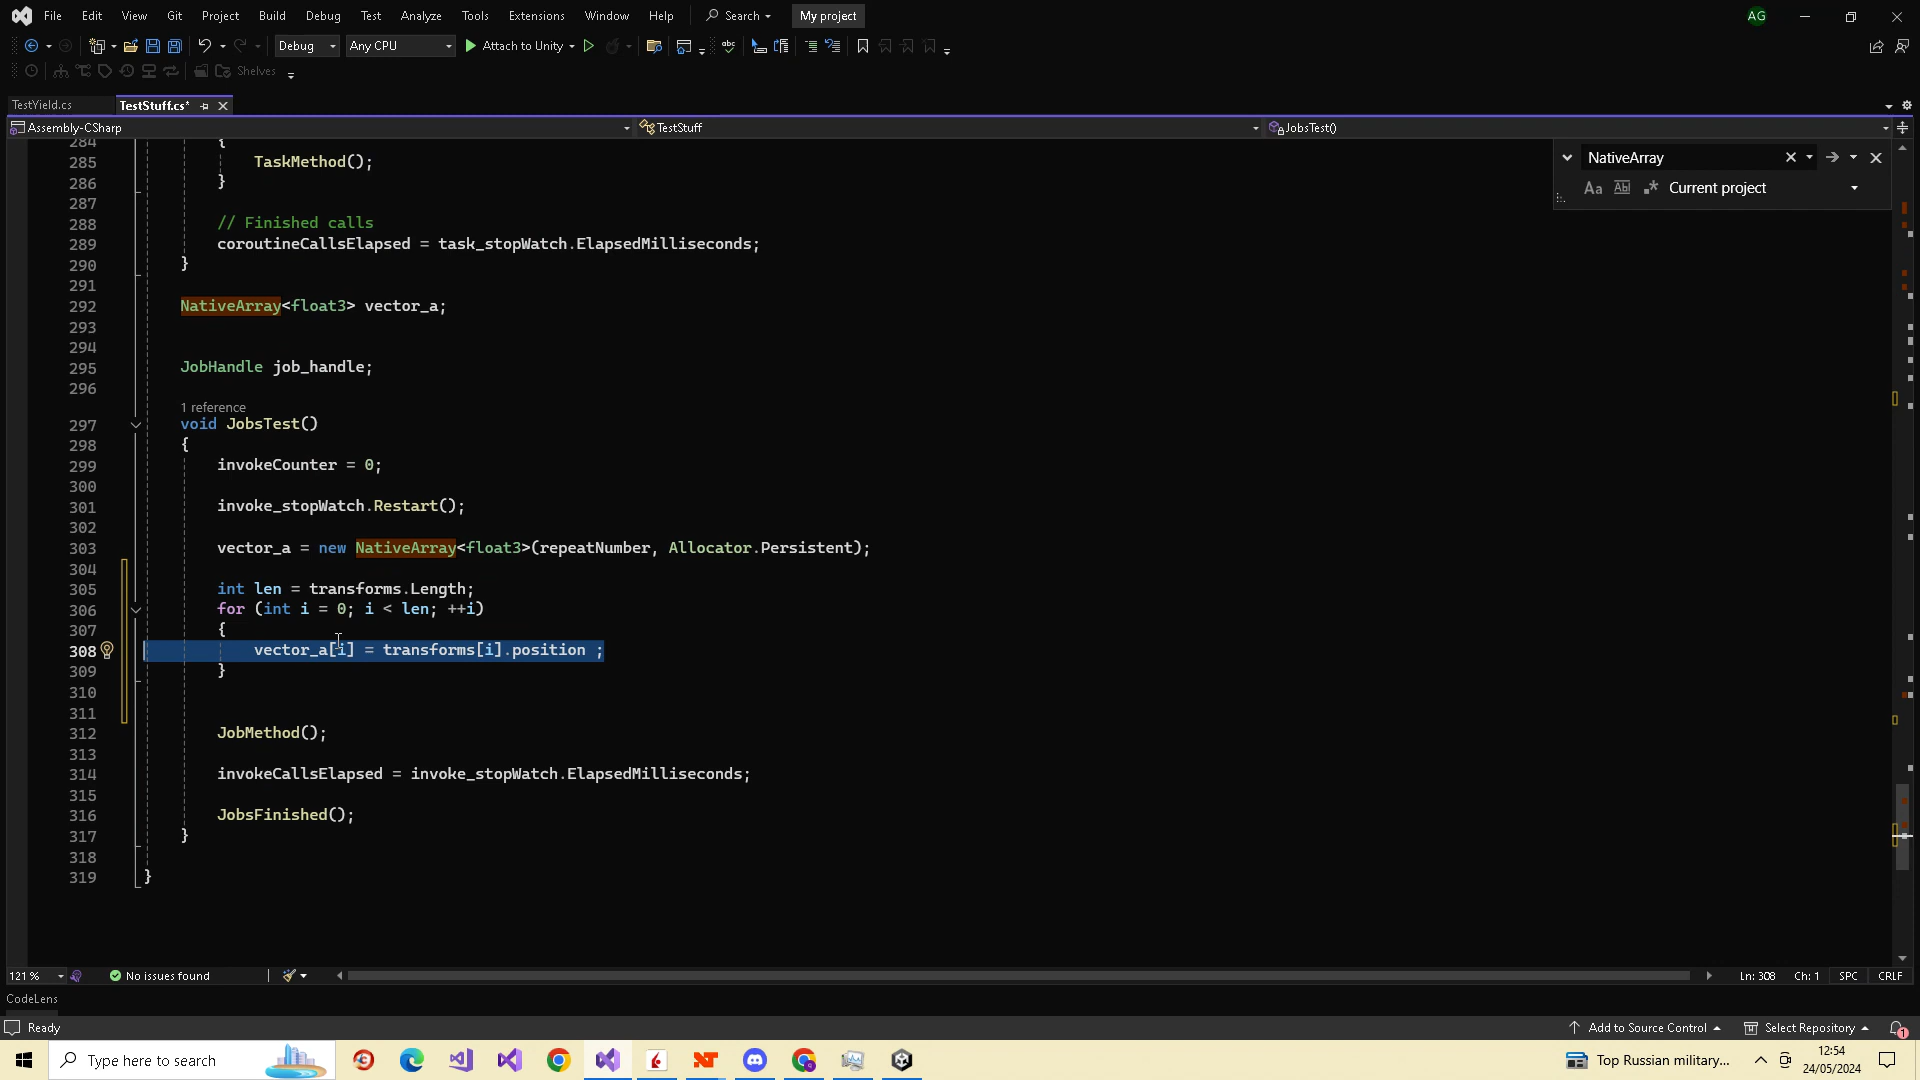 File Edit View Git Project Build Debug Test Analyze Tools Extensions Window Help Search My project AG
Debug Any CPU Attach to Unity abc
Shelves
TestYield.cs TestStuff.cs*
Assembly-CSharp TestStuff JobsTest()
NativeArray
Aa Abl Current project
284 {
285 TaskMethod();
286 }
287
288 // Finished calls
289 coroutineCallsElapsed = task_stopWatch.ElapsedMilliseconds;
290 }
291
292 NativeArray<float3> vector_a;
293
294
295 JobHandle job_handle;
296
1 reference
297 void JobsTest()
298 {
299 invokeCounter = 0;
300
301 invoke_stopWatch.Restart();
302
303 vector_a = new NativeArray<float3>(repeatNumber, Allocator.Persistent);
304
305 int len = transforms.Length;
306 for (int i = 0; i < len; ++i)
307 {
308 vector_a[i] = transforms[i].position ;
309 }
310
311
312 JobMethod();
313
314 invokeCallsElapsed = invoke_stopWatch.ElapsedMilliseconds;
315
316 JobsFinished();
317 }
318
319 }
121 % No issues found Ln: 308 Ch: 1 SPC CRLF
CodeLens
Ready Add to Source Control Select Repository 1
Type here to search Top Russian military... 12:54
24/05/2024